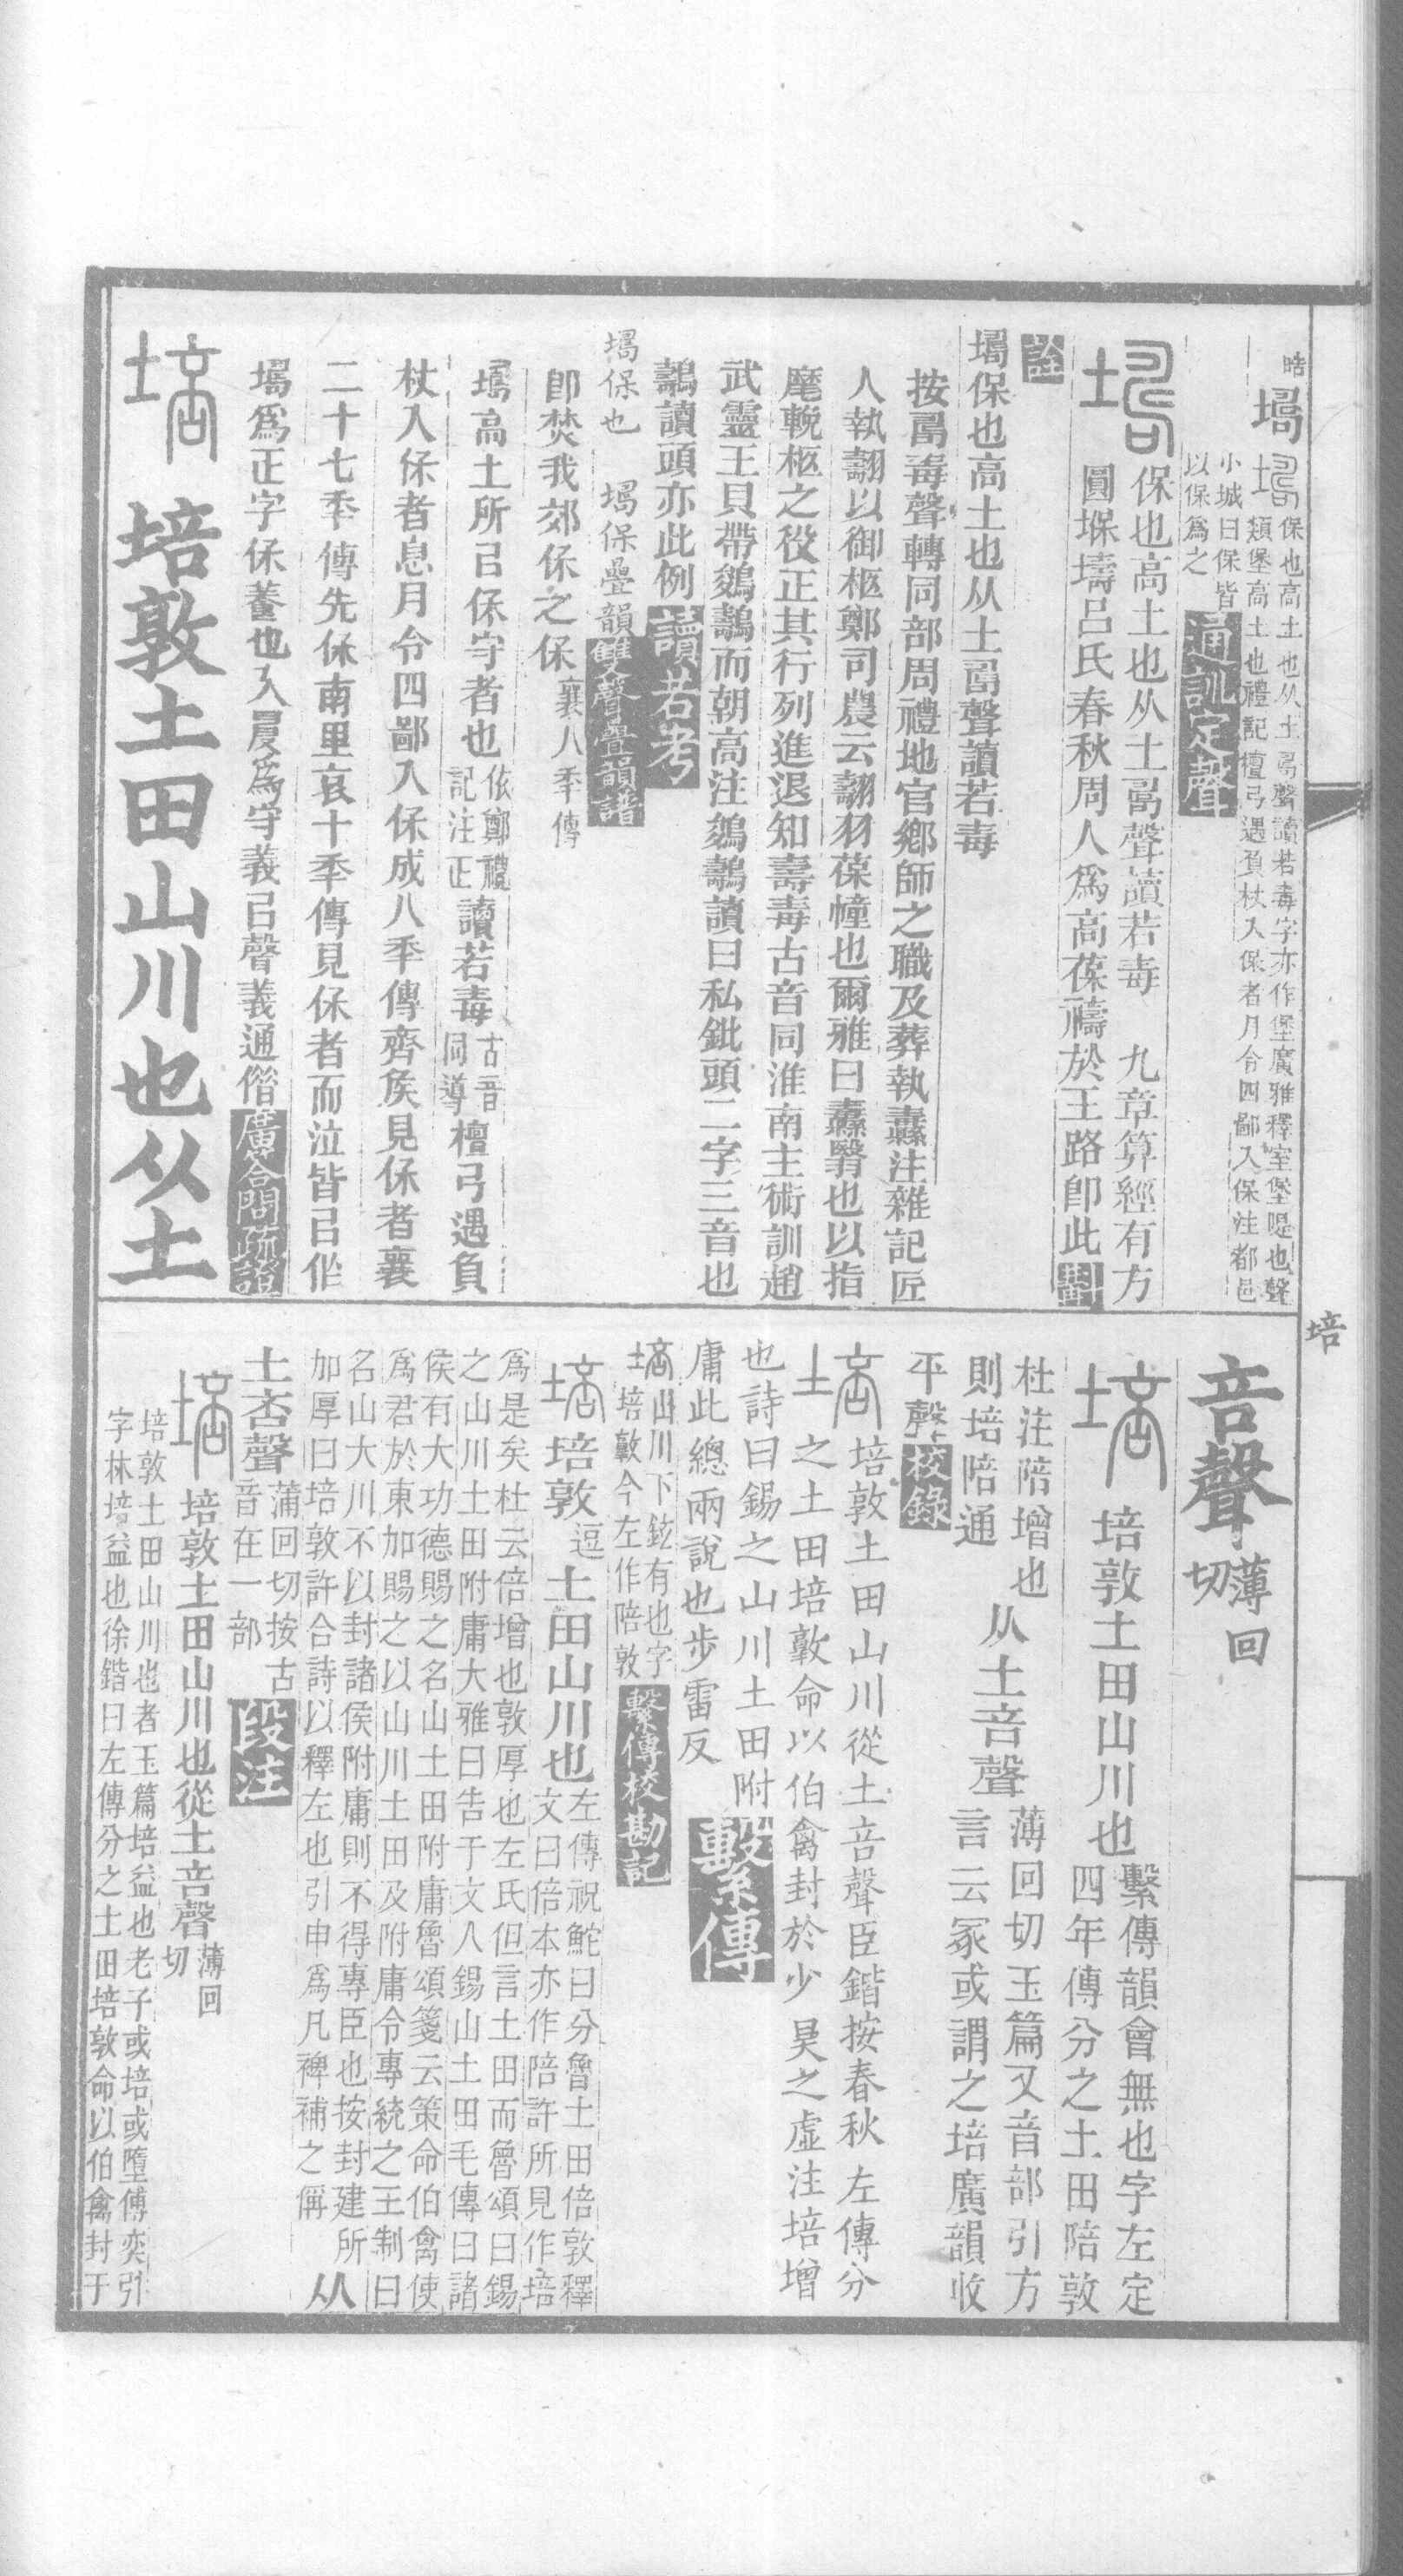 培
晧
㙅
保也高土也从土𠷎聲讀若毒字亦作堡廣雅釋室堡隄也聲
類堡高土也禮記檀弓遇負杖入保者月令四鄙入保注都邑
小城曰保皆
以保爲之
通訓定聲
保也高土也从土𠷎聲讀若毒 九章算經有方
圓堢壔呂氏春秋周人爲高葆禱於王路卽此斠
詮
㙅保也高土也从土𠷎聲讀若毒
按𠷎毒聲轉同部周禮地官鄉師之職及葬執纛注雜記匠
人執翿以御柩鄭司農云翿羽葆幢也爾雅曰纛翳也以指
麾輓柩之役正其行列進退知壽毒古音同淮南主術訓趙
武靈王貝帶鵕鷸而朝高注鵕鷸讀曰私鈚頭二字三音也
鷸讀頭亦此例讀若考
㙅保也 㙅保疊韻雙聲疊韻譜
卽焚我郊保之保襄八秊傳
㙅高土所㠯保守者也
依鄭禮
記注正
讀若毒
古音
同導
檀弓遇負
杖入保者息月令四鄙入保成八秊傳齊矦見保者襄
二十七秊傳先保南里哀十秊傳見保者而泣皆㠯保
㙅爲正字保養也入叚爲守義㠯聲義通偕廣答問疏證
培敦土田山川也从土
咅聲
薄回
切
培敦土田山川也
繫傳韻會無也字左定
四年傳分之土田陪敦
杜注陪增也
則培陪通
从土咅聲
薄回切玉篇又音部引方
言云冢或謂之培廣韻收
平聲校錄
培敦土田山川從土咅聲臣鍇按春秋左傳分
之土田培敦命以伯禽封於少昊之虛注培增
也詩曰錫之山川土田附
庸此總兩說也步雷反
繫傳
山川下鉉有也字
培敦今左作陪敦
繫傳校勘記
培敦逗土田山川也
左傳祝鮀曰分魯土田倍敦釋
文曰倍本亦作陪許所見作培
爲是矣杜云倍增也敦厚也左氏但言土田而魯頌曰錫
之山川土田附庸大雅曰告于文人錫山土田毛傳曰諸
侯有大功德賜之名山土田附庸魯頌箋云策命伯禽使
爲君於東加賜之以山川土田及附庸令專統之王制曰
名山大川不以封諸侯附庸則不得專臣也按封建所
加厚曰培敦許合詩以釋左也引申爲凡裨補之偁
从
土咅聲
蒲回切按古
音在一部
段注
培敦土田山川也從土咅聲
薄回
切
培敦土田山川也者玉篇培益也老子或培或墮傅奕引
字林培益也徐鍇曰左傳分之土田培敦命以伯禽封于